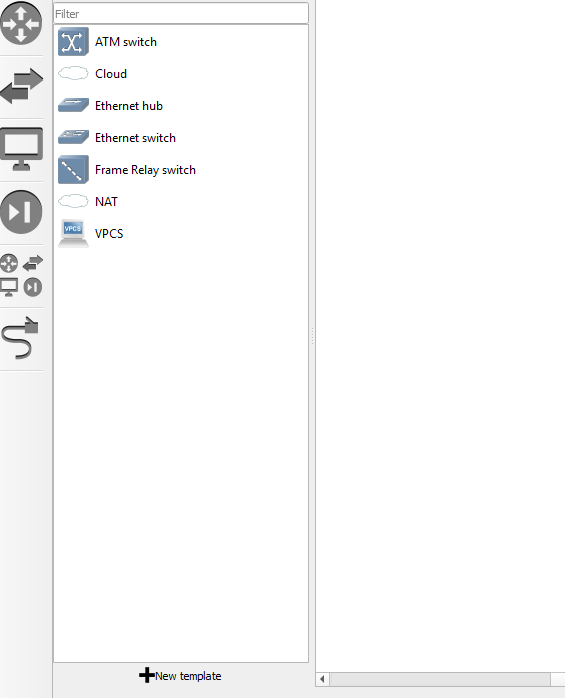 Filter
ATM switch
Cloud
Ethernet hub
Ethernet switch
Frame Relay switch
NAT
VPCS
VPCS
New template